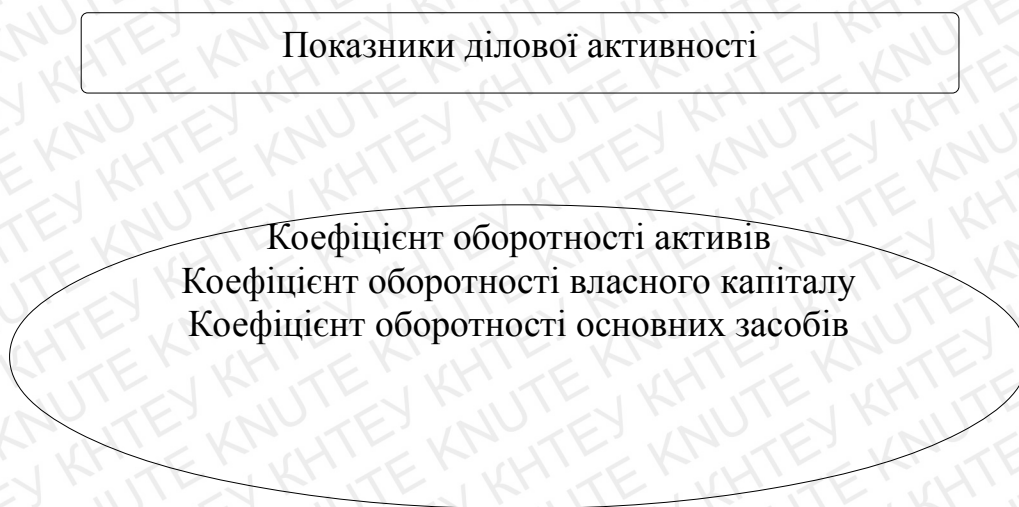 Показники ділової активності
Коефіцієнт оборотності активів
Коефіцієнт оборотності власного капіталу
Коефіцієнт оборотності основних засобів